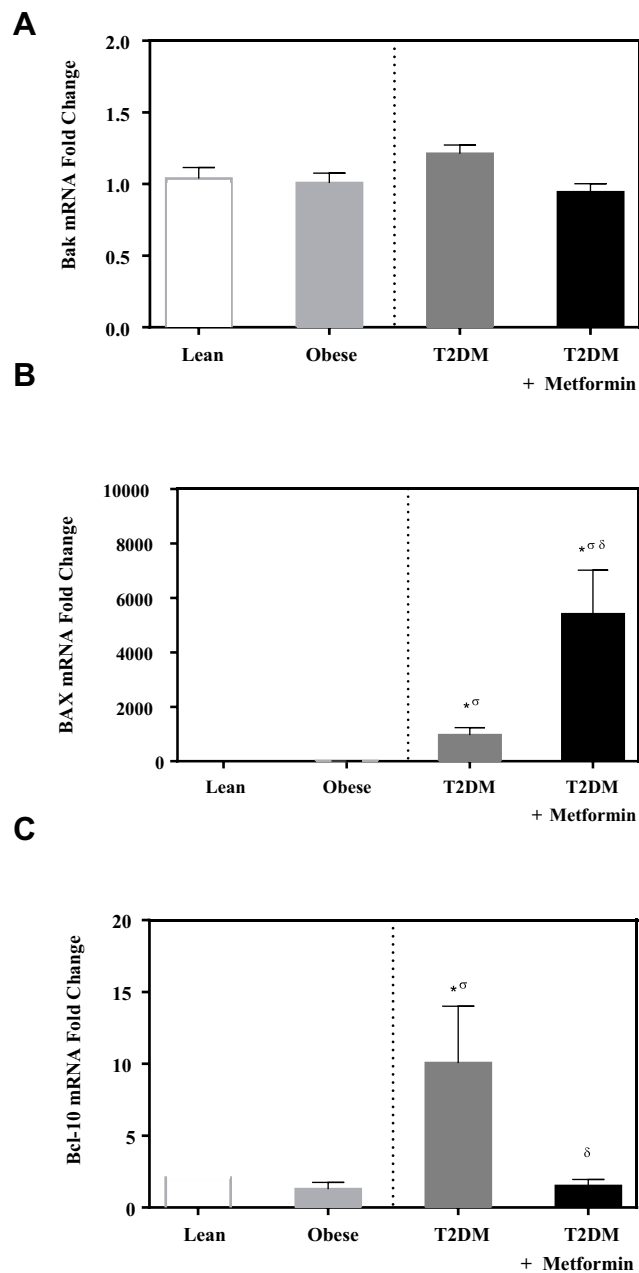 A
Bak mRNA Fold Change
2.0
1.5
1.0
0.5
0.0
Lean Obese T2DM T2DM
+ Metformin
B
BAX mRNA Fold Change
10000
8000
6000
4000
2000
0
*σ δ
*σ
Lean Obese T2DM T2DM
+ Metformin
C
Bcl-10 mRNA Fold Change
20
15
10
5
0
*σ
δ
Lean Obese T2DM T2DM
+ Metformin